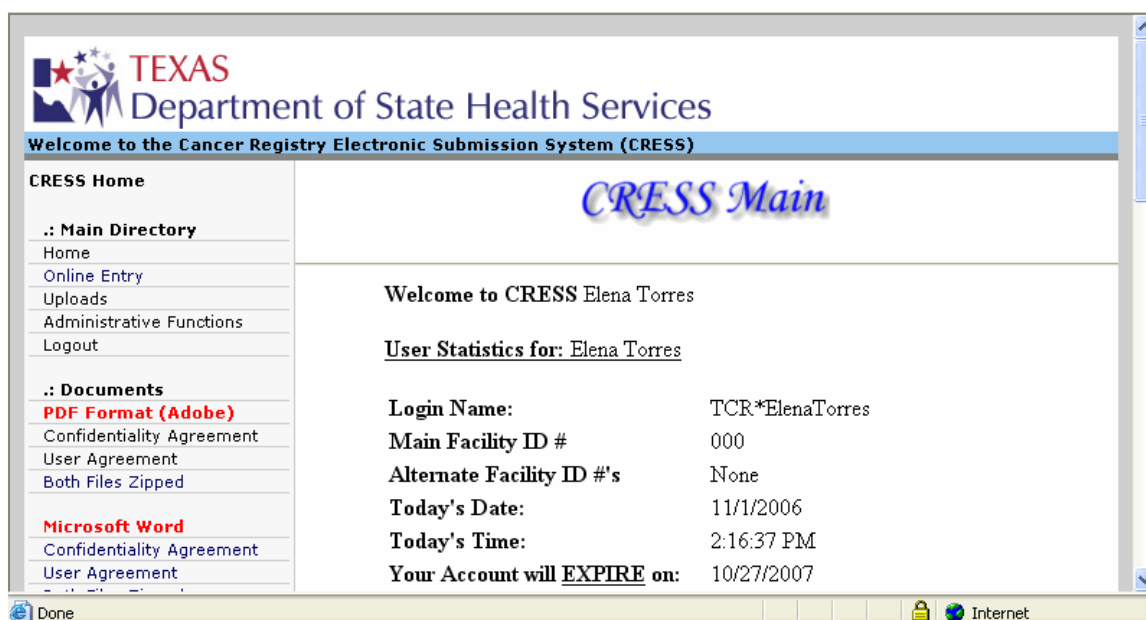 TEXAS
Department of State Health Services
Welcome to the Cancer Registry Electronic Submission System (CRESS)
CRESS Home
.: Main Directory
Home
Online Entry
Uploads
Administrative Functions
Logout
.: Documents
PDF Format (Adobe)
Confidentiality Agreement
User Agreement
Both Files Zipped
Microsoft Word
Confidentiality Agreement
User Agreement
CRESS Main
Welcome to CRESS Elena Torres
User Statistics for: Elena Torres
Login Name: TCR*ElenaTorres
Main Facility ID # 000
Alternate Facility ID #'s None
Today's Date: 11/1/2006
Today's Time: 2:16:37 PM
Your Account will EXPIRE on: 10/27/2007
Done
Internet